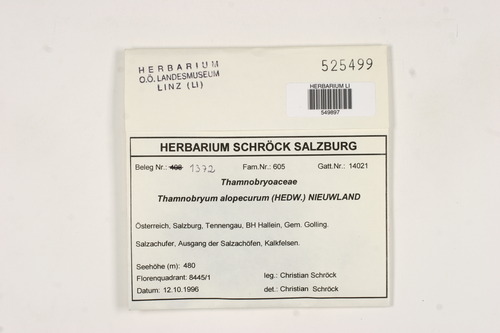 HERBARIUM
O.Ö. LANDESMUSEUM
LINZ (LI)
525499
HERBARIUM LI
549897
HERBARIUM SCHRÖCK SALZBURG
Beleg Nr.: 408 1372 Fam.Nr.: 605 Gatt.Nr.: 14021
Thamnobryoaceae
Thamnobryum alopecurum (HEDW.) NIEUWLAND
Österreich, Salzburg, Tennengau, BH Hallein, Gem. Golling.
Salzachufer, Ausgang der Salzachöfen, Kalkfelsen.
Seehöhe (m): 480
Florenquadrant: 8445/1 leg.: Christian Schröck
Datum: 12.10.1996 det.: Christian Schröck